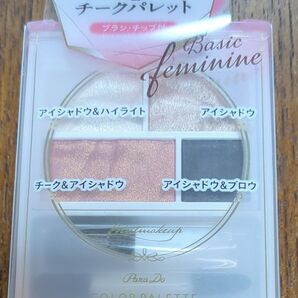 チークパレット
ブラシ・チップ付
Basic
feminine
アイシャドウ&ハイライト
アイシャドウ
チーク&アイシャドウ
アイシャドウ&ブロウ
ParaDo
COLOR PALETTE